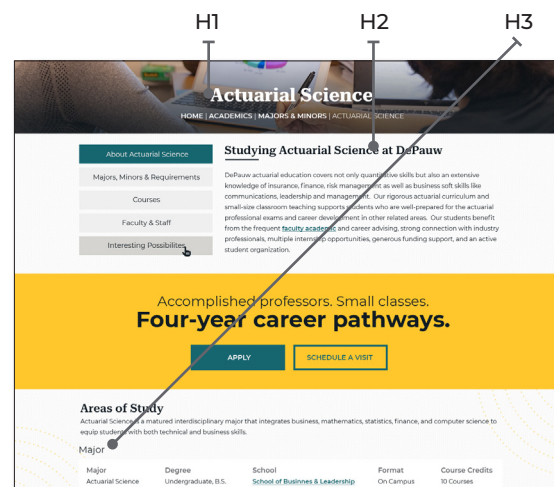 H1 H2 H3
Actuarial Science
HOME | ACADEMICS | MAJORS & MINORS | ACTUARIAL SCIENCE
About Actuarial Science
Majors, Minors & Requirements
Courses
Faculty & Staff
Interesting Possibilites
Studying Actuarial Science at DePauw
DePauw actuarial education covers not only quantitative skills but also an extensive
knowledge of insurance, finance, risk management as well as business soft skills like
communications, leadership and management. Our rigorous actuarial curriculum and
small-size classroom teaching supports students who are well-prepared for the actuarial
professional exams and career development in other related areas. Our students benefit
from the frequent faculty academic and career advising, strong connection with industry
professionals, multiple internship opportunities, generous funding support, and an active
student organization.
Accomplished professors. Small classes.
Four-year career pathways.
APPLY
SCHEDULE A VISIT
Areas of Study
Actuarial Science is a matured interdisciplinary major that integrates business, mathematics, statistics, finance, and computer science to
equip students with both technical and business skills.
Major
Major Degree School Format Course Credits
Actuarial Science Undergraduate, B.S. School of Businnes & Leadership On Campus 10 Courses